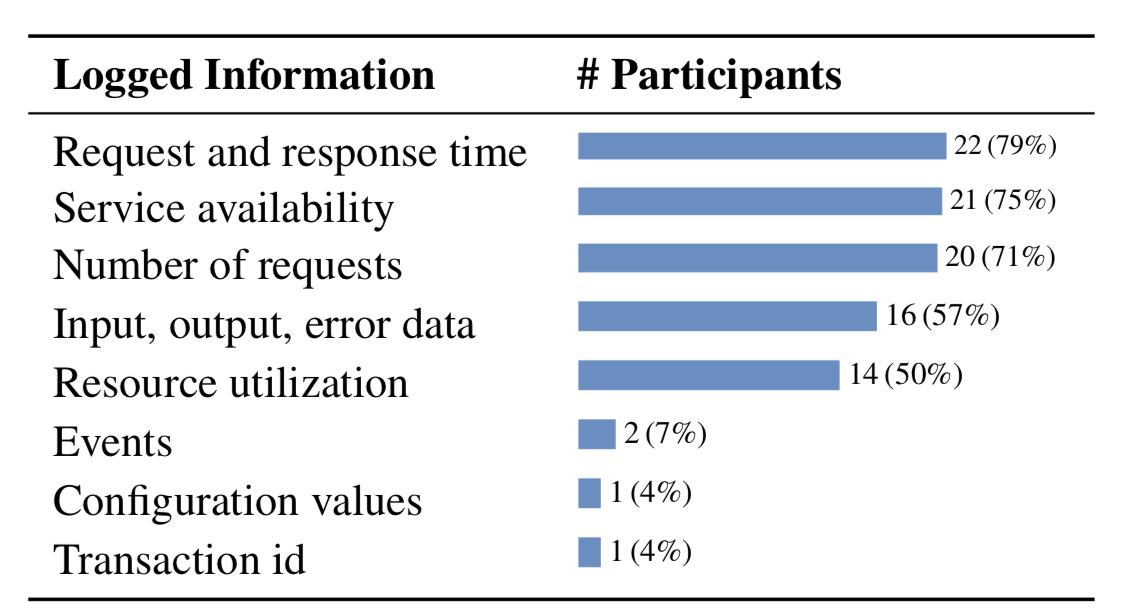 Logged Information # Participants
Request and response time 22 (79%)
Service availability 21 (75%)
Number of requests 20 (71%)
Input, output, error data 16 (57%)
Resource utilization 14 (50%)
Events 2 (7%)
Configuration values 1 (4%)
Transaction id 1 (4%)